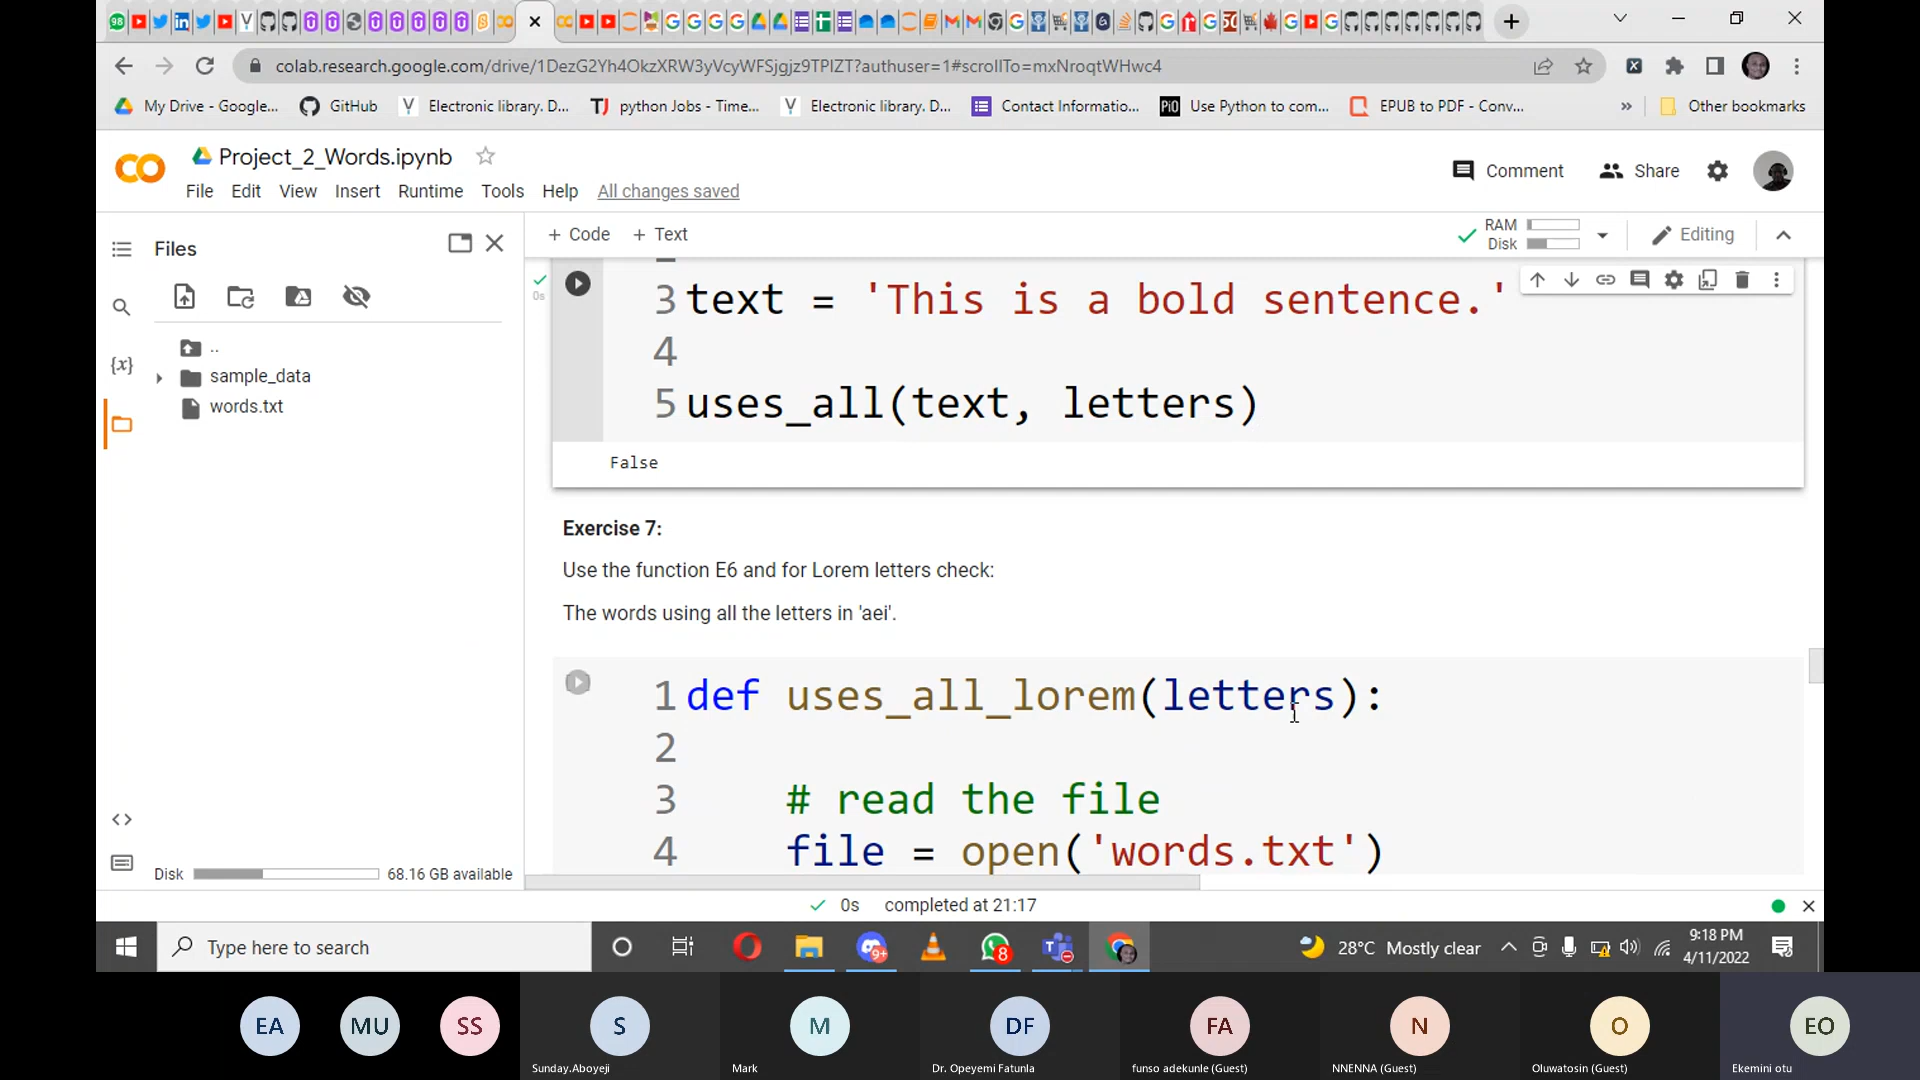 98
colab.research.google.com/drive/1DezG2Yh4OkzXRW3yVcyWFSjgjz9TPIZT?authuser=1#scrollTo=mxNroqtWHwc4
My Drive - Google...
GitHub
Electronic library. D...
python Jobs - Time...
Electronic library. D...
Contact Informatio...
Use Python to com...
EPUB to PDF - Conv...
»
Other bookmarks
Project_2_Words.ipynb
File Edit View Insert Runtime Tools Help All changes saved
Comment
Share
Files
+ Code + Text
RAM
Disk
Editing
..
sample_data
words.txt
{x}
0s
3 text = 'This is a bold sentence.'
4
5 uses_all(text, letters)
False
Exercise 7:
Use the function E6 and for Lorem letters check:
The words using all the letters in 'aei'.
1 def uses_all_lorem(letters):
2
3 # read the file
4 file = open('words.txt')
Disk 68.16 GB available
0s completed at 21:17
Type here to search
9+
8
28°C Mostly clear
9:18 PM
4/11/2022
EA
MU
SS
S
Sunday.Aboyeji
M
Mark
DF
Dr. Opeyemi Fatunla
FA
funso adekunle (Guest)
N
NNENNA (Guest)
O
Oluwatosin (Guest)
EO
Ekemini otu